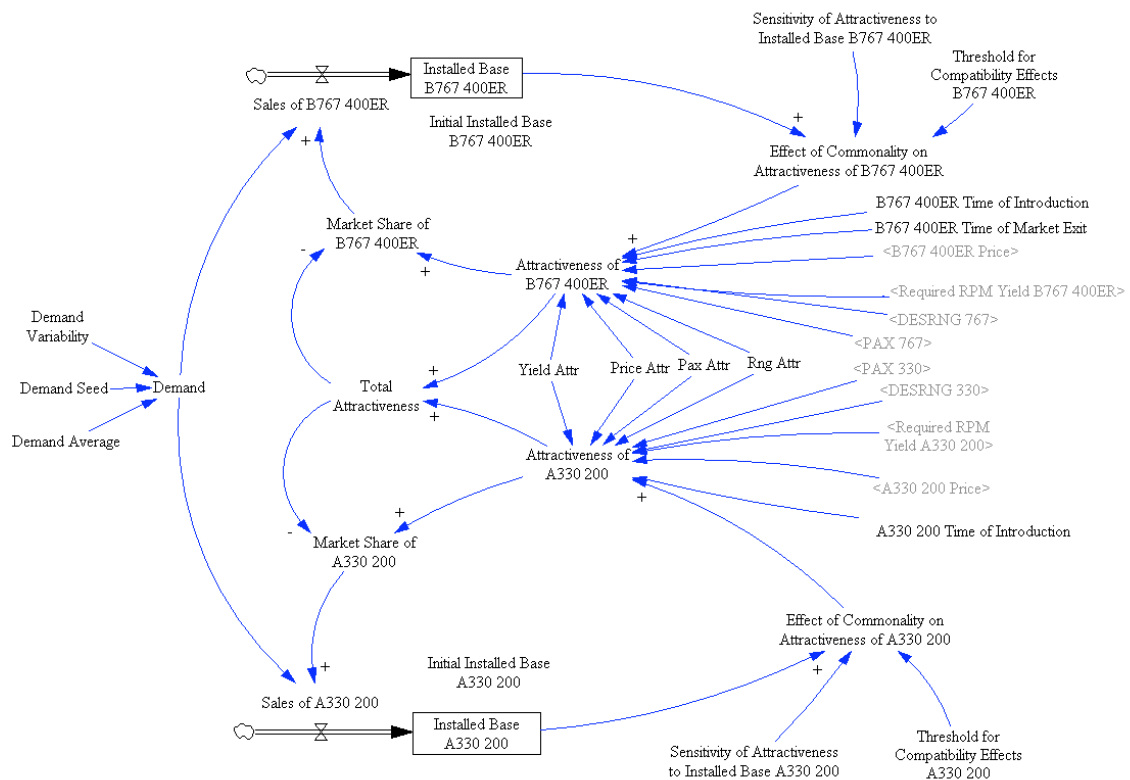 Sensitivity of Attractiveness to
Installed Base B767 400ER
Threshold for
Compatibility Effects
B767 400ER
Installed Base
B767 400ER
Sales of B767 400ER
Initial Installed Base
B767 400ER
+
+
Effect of Commonality on
Attractiveness of B767 400ER
B767 400ER Time of Introduction
B767 400ER Time of Market Exit
<B767 400ER Price>
Market Share of
B767 400ER
-
+
+
Attractiveness of
B767 400ER
<Required RPM Yield B767 400ER>
<DESRNG 767>
<PAX 767>
Demand
Variability
Demand Seed
Demand
Demand Average
Yield Attr
Price Attr
Pax Attr
Rng Attr
<PAX 330>
<DESRNG 330>
+
Total
Attractiveness
+
<Required RPM
Yield A330 200>
Attractiveness of
A330 200
<A330 200 Price>
+
A330 200 Time of Introduction
+
-
Market Share of
A330 200
Effect of Commonality on
Attractiveness of A330 200
+
+
Initial Installed Base
A330 200
Sales of A330 200
Installed Base
A330 200
Sensitivity of Attractiveness
to Installed Base A330 200
Threshold for
Compatibility Effects
A330 200